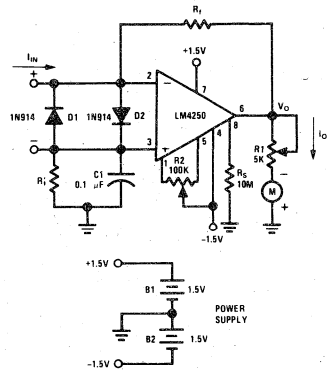 Rf
IIN
+1.5V
+
2
7
1N914
D1
1N914
D2
LM4250
6
VO
−
3
+
1
5
4
8
R2
100K
R1
5K
IO
R'i
C1
0.1 μF
RS
10M
−
M
+
−1.5V
+1.5V
B1
1.5V
POWER
SUPPLY
B2
1.5V
−1.5V